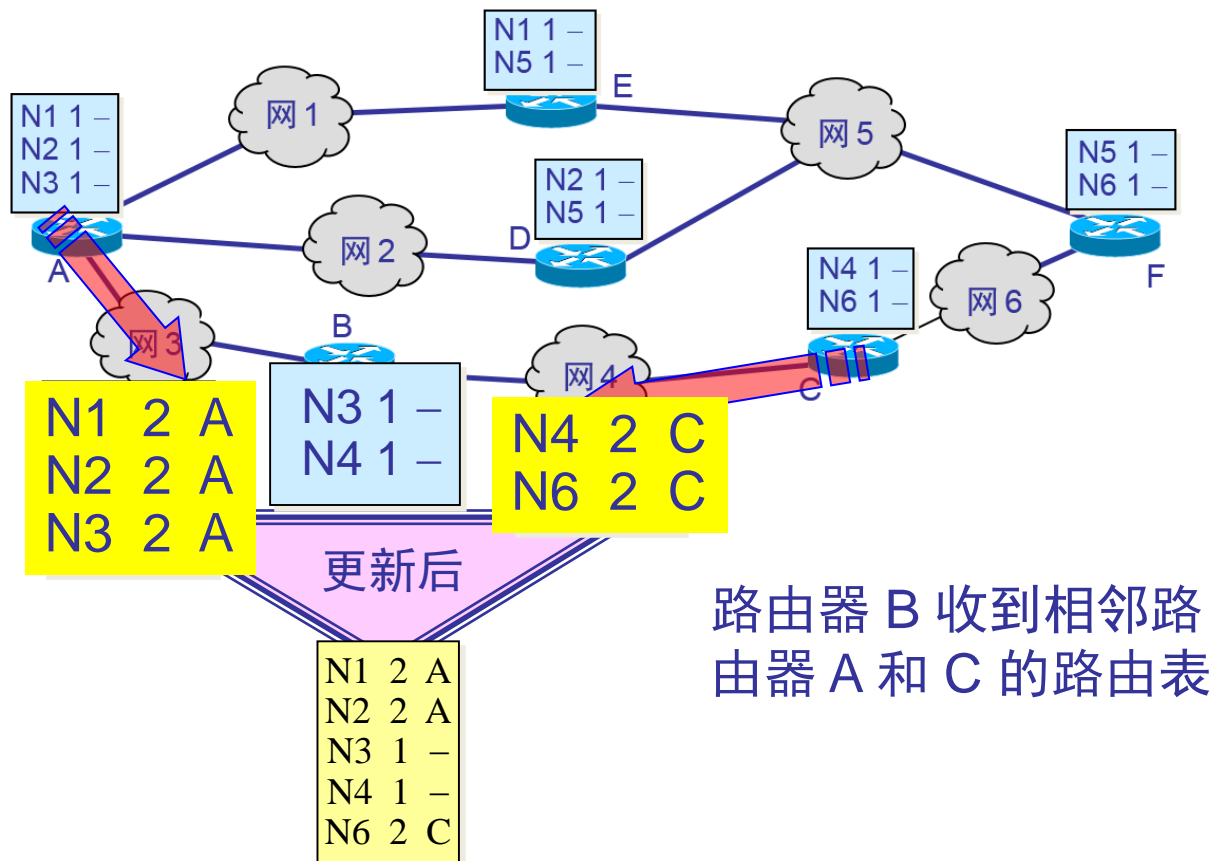 N1 1 –
N5 1 –
E
N1 1 –
N2 1 –
N3 1 –
网1
网5
N5 1 –
N6 1 –
N2 1 –
N5 1 –
A
网2
D
F
N4 1 –
N6 1 –
网6
网3
B
网4
C
N1 2 A
N2 2 A
N3 2 A
N3 1 –
N4 1 –
N4 2 C
N6 2 C
更新后
路由器 B 收到相邻路
由器 A 和 C 的路由表
N1 2 A
N2 2 A
N3 1 –
N4 1 –
N6 2 C